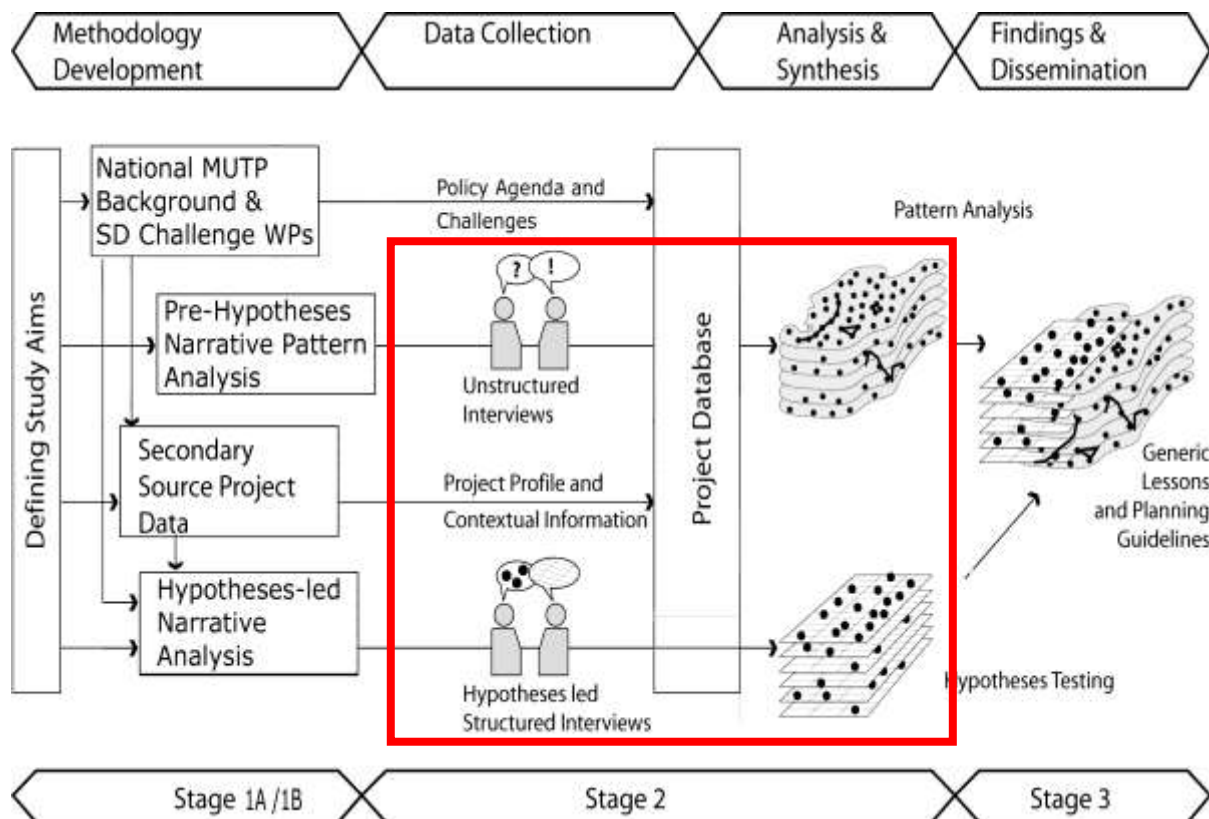 Methodology
Development
Data Collection
Analysis &
Synthesis
Findings &
Dissemination
Defining Study Aims
National MUTP
Background &
SD Challenge WPs
Policy Agenda and
Challenges
Pre-Hypotheses
Narrative Pattern
Analysis
? !
Unstructured
Interviews
Secondary
Source Project
Data
Project Profile and
Contextual Information
Hypotheses-led
Narrative
Analysis
Hypotheses led
Structured Interviews
Project Database
Pattern Analysis
Generic
Lessons
and Planning
Guidelines
Hypotheses Testing
Stage 1A /1B
Stage 2
Stage 3